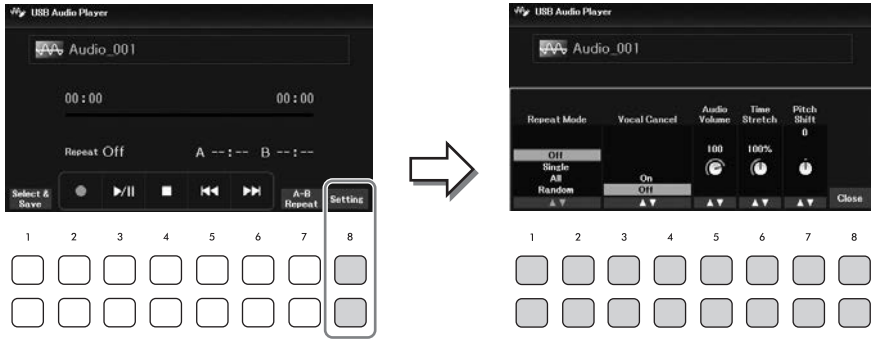 USB Audio Player
Audio_001
00:00 00:00
Repeat Off A --:-- B --:--
Select & Save
A-B Repeat
Setting
1 2 3 4 5 6 7 8
USB Audio Player
Audio_001
Repeat Mode Vocal Cancel Audio Volume Time Stretch Pitch Shift
0
100 100%
Off
Single
All
Random
On
Off
Close
1 2 3 4 5 6 7 8